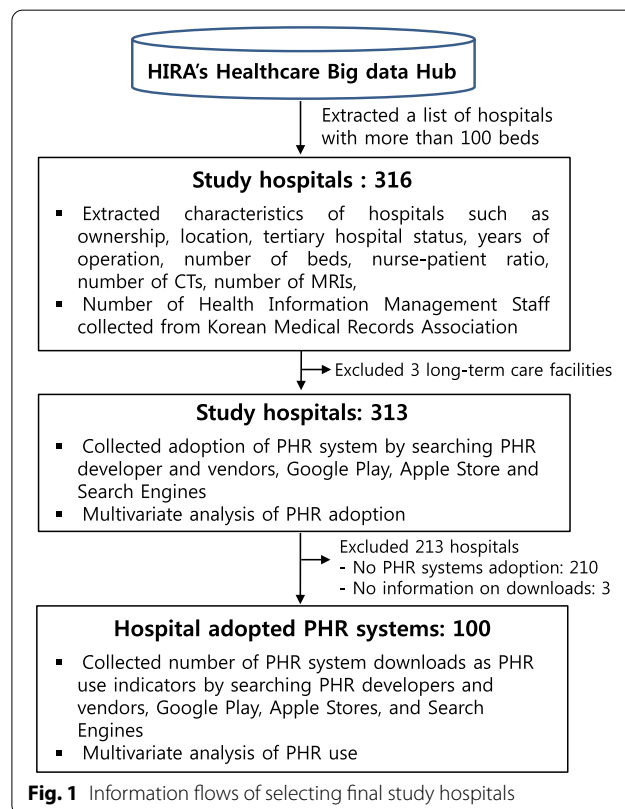 HIRA's Healthcare Big data Hub
Extracted a list of hospitals
with more than 100 beds
Study hospitals : 316
▪ Extracted characteristics of hospitals such as
ownership, location, tertiary hospital status, years of
operation, number of beds, nurse-patient ratio,
number of CTs, number of MRIs,
▪ Number of Health Information Management Staff
collected from Korean Medical Records Association
Excluded 3 long-term care facilities
Study hospitals: 313
▪ Collected adoption of PHR system by searching PHR
developer and vendors, Google Play, Apple Store and
Search Engines
▪ Multivariate analysis of PHR adoption
Excluded 213 hospitals
- No PHR systems adoption: 210
- No information on downloads: 3
Hospital adopted PHR systems: 100
▪ Collected number of PHR system downloads as PHR
use indicators by searching PHR developers and
vendors, Google Play, Apple Stores, and Search
Engines
▪ Multivariate analysis of PHR use
Fig. 1 Information flows of selecting final study hospitals